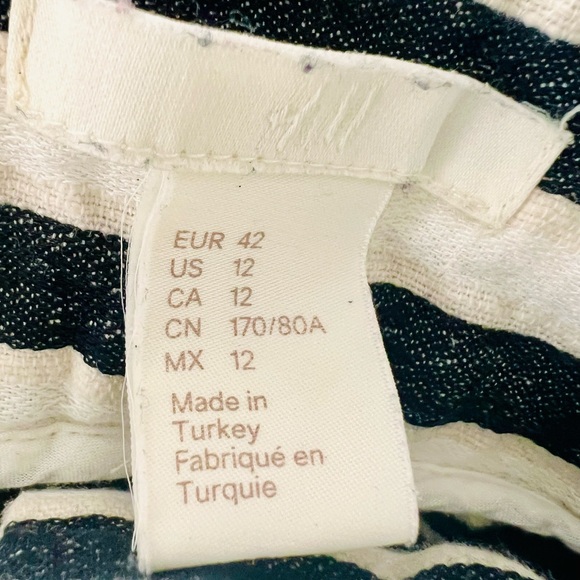 EUR 42
US 12
CA 12
CN 170/80A
MX 12
Made in
Turkey
Fabriqué en
Turquie